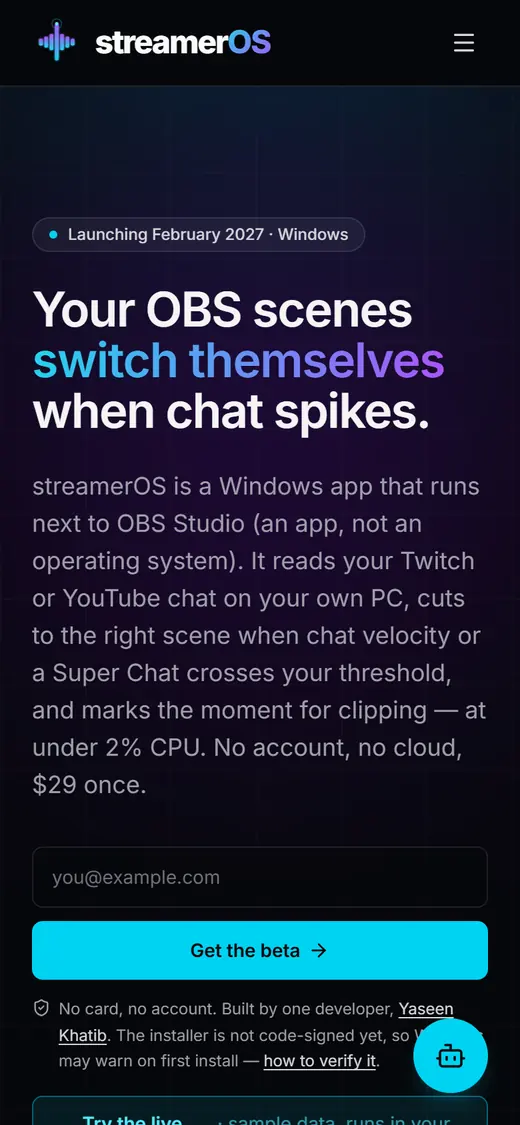 streamerOS
Launching February 2027 · Windows
Your OBS scenes
switch themselves
when chat spikes.
streamerOS is a Windows app that runs
next to OBS Studio (an app, not an
operating system). It reads your Twitch
or YouTube chat on your own PC, cuts
to the right scene when chat velocity or
a Super Chat crosses your threshold,
and marks the moment for clipping — at
under 2% CPU. No account, no cloud,
$29 once.
you@example.com
Get the beta →
No card, no account. Built by one developer, Yaseen
Khatib. The installer is not code-signed yet, so
may warn on first install — how to verify it.
Try the live · sample data, runs in your